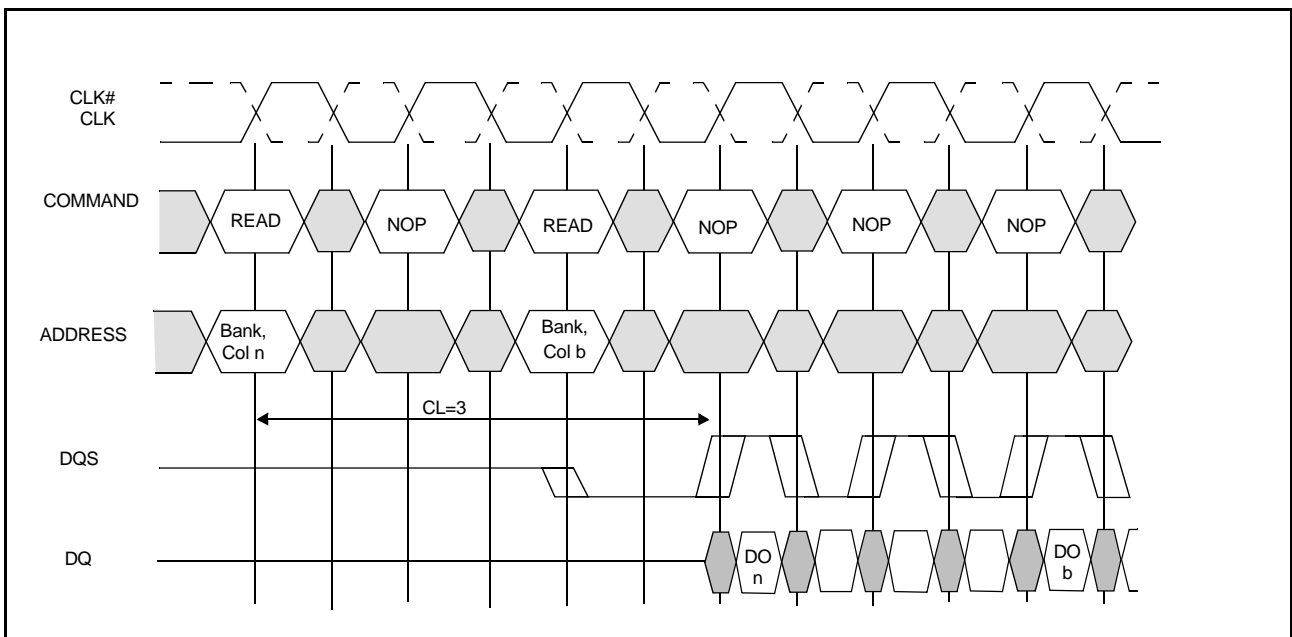 CLK#
CLK
COMMAND
READ
NOP
READ
NOP
NOP
NOP
ADDRESS
Bank,
Col n
Bank,
Col b
CL=3
DQS
DQ
DO
n
DO
b